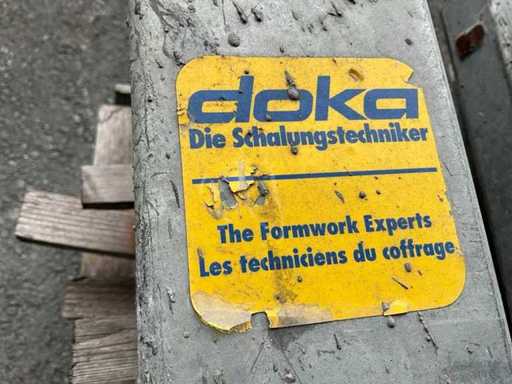 doka
Die Schalungstechniker
The Formwork Experts
Les techniciens du coffrage